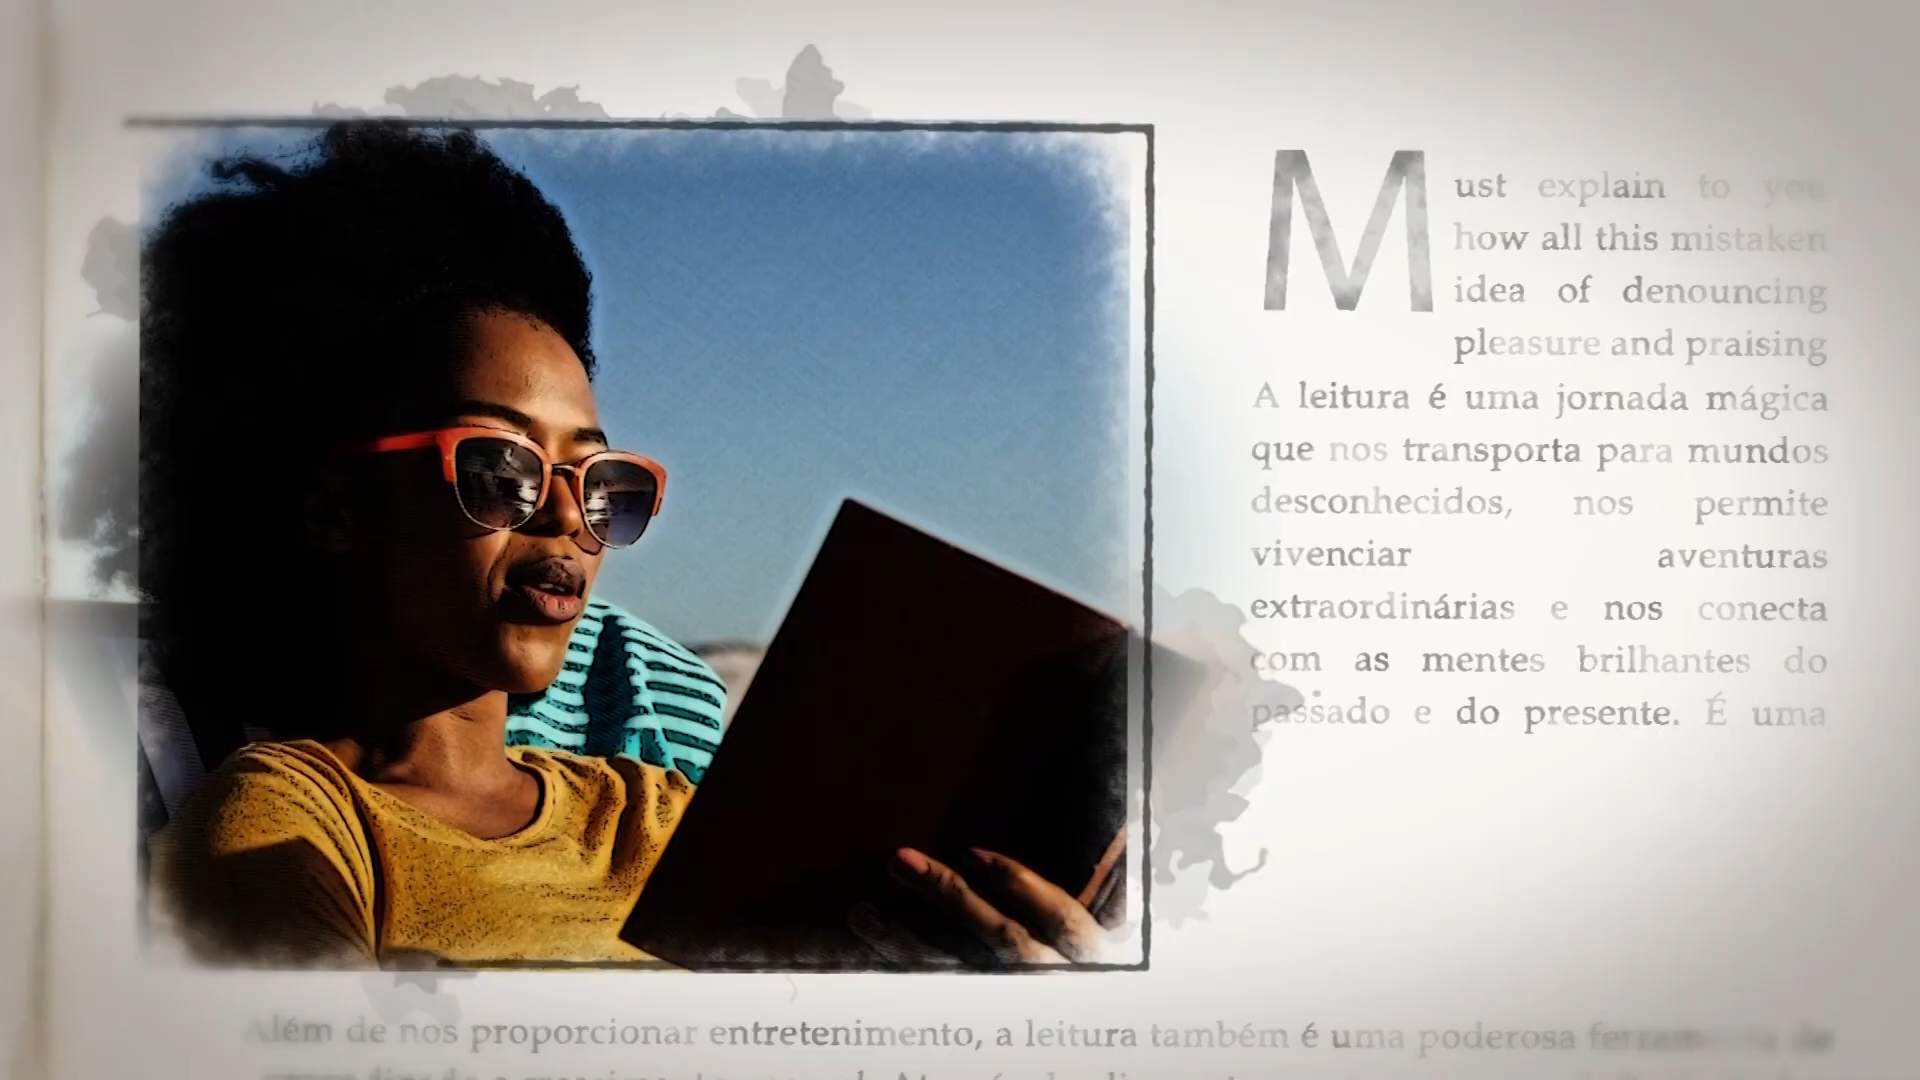 Must explain to you
how all this mistaken
idea of denouncing
pleasure and praising
A leitura é uma jornada mágica
que nos transporta para mundos
desconhecidos, nos permite
vivenciar aventuras
extraordinárias e nos conecta
com as mentes brilhantes do
passado e do presente. É uma
Além de nos proporcionar entretenimento, a leitura também é uma poderosa ferramenta de